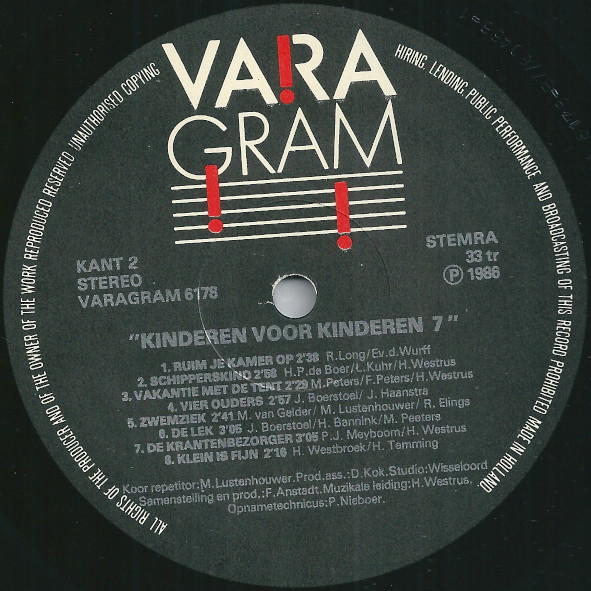 VARA
GRAM
KANT 2
STEREO
VARAGRAM 6178
STEMRA
33 tr
Ⓟ 1986
"KINDEREN VOOR KINDEREN 7"
1. RUIM JE KAMER OP 2'38 R.Long/Ev.d.Wurff
2. SCHIPPERSKIND 2'58 H.P.de Boer/L.Kuhr/H.Westrus
3. VAKANTIE MET DE TENT 2'29 M.Peters/F.Peters/H.Westrus
4. VIER OUDERS 2'57 J. Boerstoel/ J. Haanstra
5. ZWEMZIEK 2'41 M. van Gelder/ M. Lustenhouwer/ R. Elings
6. DE LEK 3'05 J. Boerstoel/H. Bannink/M. Peeters
7. DE KRANTENBEZORGER 3'05 P.J. Meyboom/H. Westrus
8. KLEIN IS FIJN 2'16 H. Westbroek/H. Temming
Koor repetitor:M.Lustenhouwer.Prod.ass.:D.Kok.Studio:Wisseloord
Samenstelling en prod.:F.Anstadt.Muzikale leiding:H.Westrus.
Opnametechnicus:P.Nieboer.
ALL RIGHTS OF THE PRODUCER AND OF THE OWNER OF THE WORK REPRODUCED RESERVED UNAUTHORISED COPYING HIRING, LENDING, PUBLIC PERFORMANCE AND BROADCASTING OF THIS RECORD PROHIBITED MADE IN HOLLAND